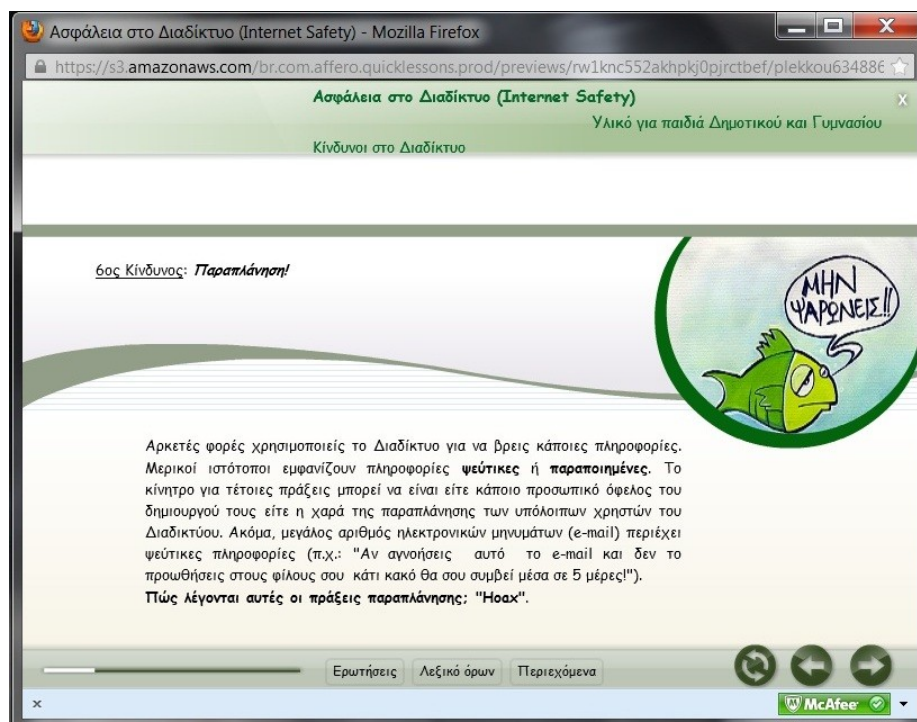 Ασφάλεια στο Διαδίκτυο (Internet Safety) - Mozilla Firefox
https://s3.amazonaws.com/br.com.affero.quicklessons.prod/previews/rw1knc552akhpkj0pjrctbef/plekkou634886
Ασφάλεια στο Διαδίκτυο (Internet Safety)
X
Υλικό για παιδιά Δημοτικού και Γυμνασίου
Κίνδυνοι στο Διαδίκτυο
6ος Κίνδυνος: Παραπλάνηση!
ΜΗΝ
ΨΑΡΩΝΕΙΣ!!
Αρκετές φορές χρησιμοποιείς το Διαδίκτυο για να βρεις κάποιες πληροφορίες.
Μερικοί ιστότοποι εμφανίζουν πληροφορίες ψεύτικες ή παραποιημένες. Το
κίνητρο για τέτοιες πράξεις μπορεί να είναι είτε κάποιο προσωπικό όφελος του
δημιουργού τους είτε η χαρά της παραπλάνησης των υπόλοιπων χρηστών του
Διαδικτύου. Ακόμα, μεγάλος αριθμός ηλεκτρονικών μηνυμάτων (e-mail) περιέχει
ψεύτικες πληροφορίες (π.χ.: "Αν αγνοήσεις αυτό το e-mail και δεν το
προωθήσεις στους φίλους σου κάτι κακό θα σου συμβεί μέσα σε 5 μέρες!").
Πώς λέγονται αυτές οι πράξεις παραπλάνησης; "Hoax".
Ερωτήσεις Λεξικό όρων Περιεχόμενα
x McAfee